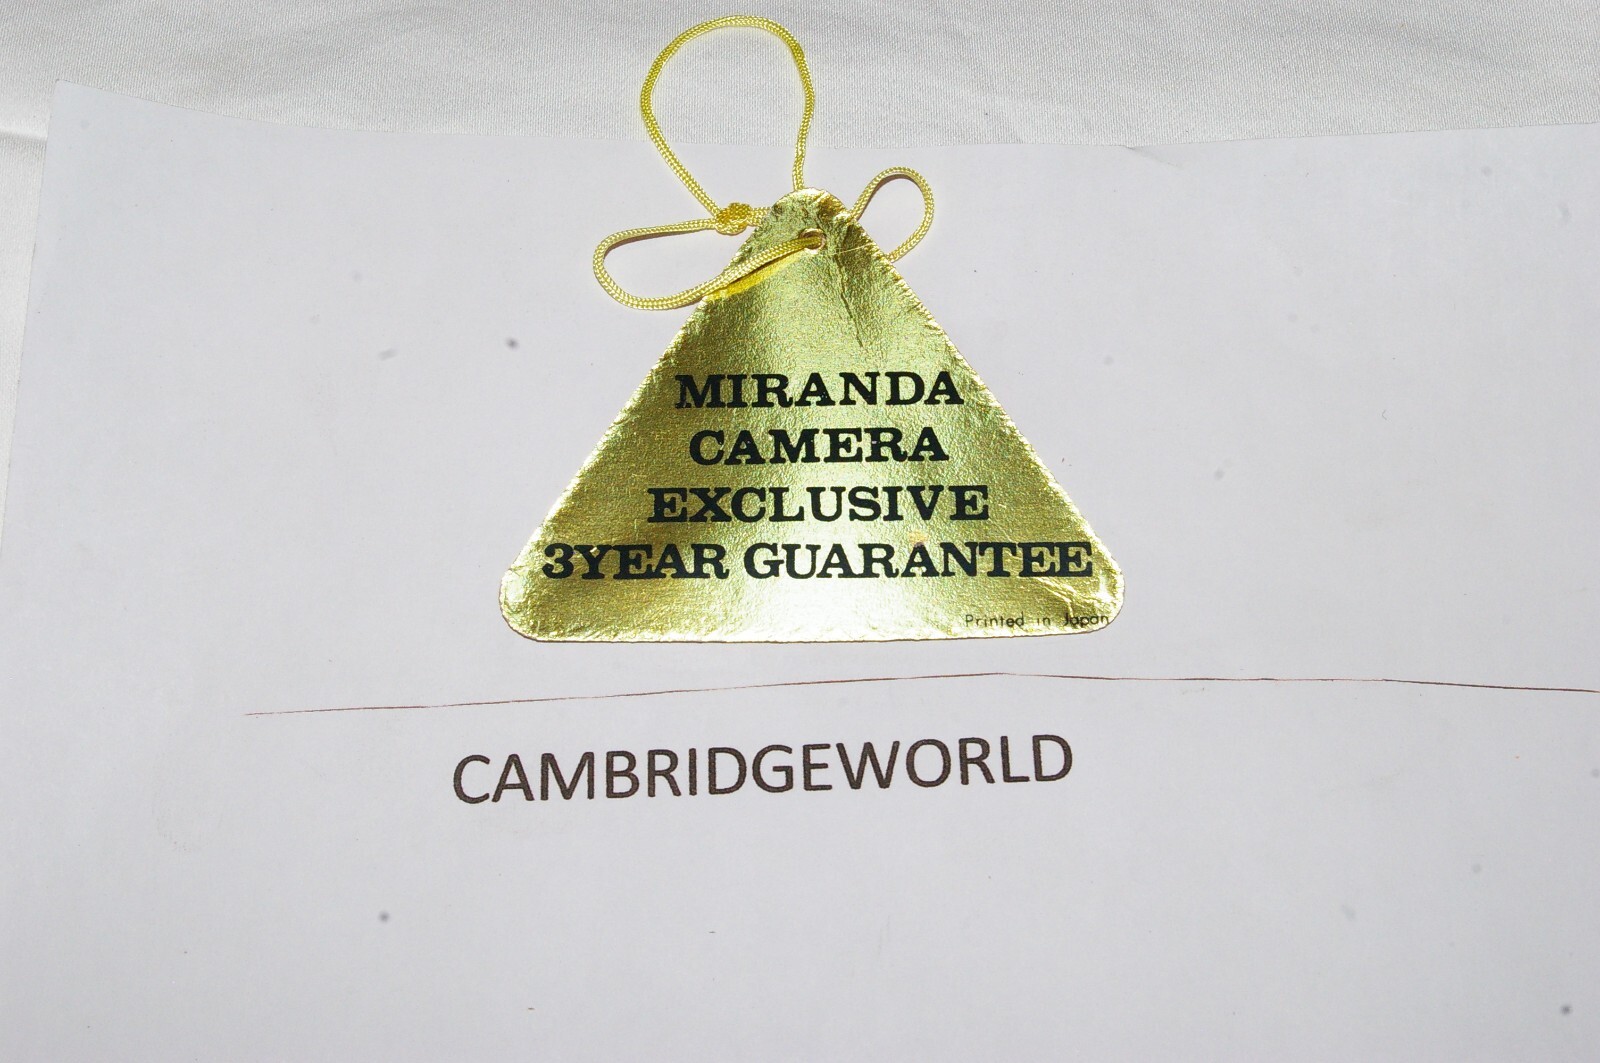 MIRANDA
CAMERA
EXCLUSIVE
3YEAR GUARANTEE
Printed in Japan
CAMBRIDGEWORLD